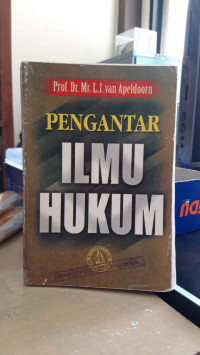 Prof. Dr. Mr. L.J. van Apeldoorn
PENGANTAR
ILMU
HUKUM